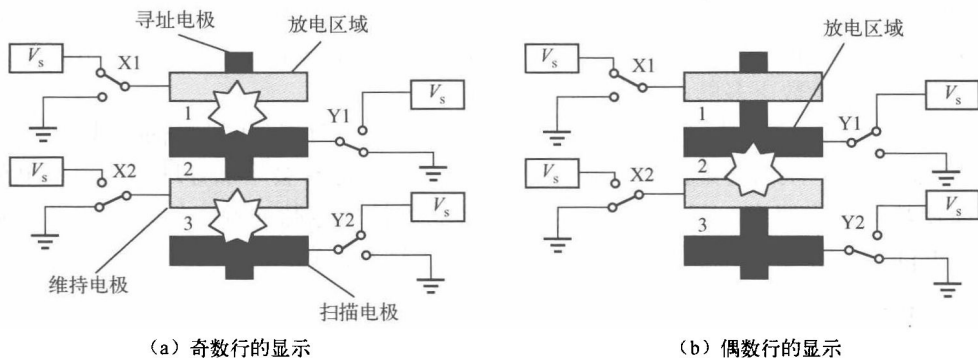 寻址电极
放电区域
Vs
X1
Vs
1
Y1
2
Vs
X2
Vs
3
Y2
维持电极
扫描电极
(a) 奇数行的显示
放电区域
Vs
X1
Vs
1
Y1
Vs
X2
2
Vs
3
Y2
(b) 偶数行的显示